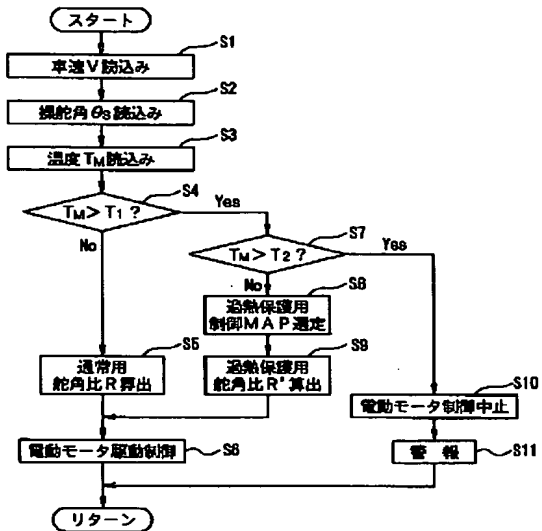 スタート
S1
車速V読込み
S2
操舵角θS読込み
S3
温度TM読込み
S4
TM>T1?
Yes
No
S7
TM>T2?
Yes
No
S8
過熱保護用
制御MAP選定
S5
通常用
舵角比R算出
S9
過熱保護用
舵角比R'算出
S10
電動モータ制御中止
電動モータ駆動制御
S6
警報
S11
リターン